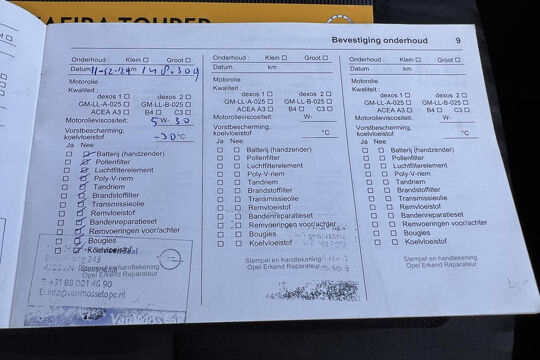 ZAFIRA TOURER
Bevestiging onderhoud 9
Onderhoud: Klein Groot
Datum 11-12-'24 km 148.304
Motorolie
Kwaliteit
dexos 1 dexos 2
GM-LL-A-025 GM-LL-B-025
ACEA A3 B4 C3
Motorolieviscositeit: 5 W- 30
Vorstbescherming, koelvloeistof -30 °C
Ja Nee
Batterij (handzender)
Pollenfilter
Luchtfilterelement
Poly-V-riem
Tandriem
Brandstoffilter
Transmissieolie
Remvloeistof
Bandenreparatieset
Remvoeringen voor/achter
Bougies
Koelvloeistof
Stempel en handtekening
Opel Erkend Reparateur
T: +31 88 001 46 90
Onderhoud: Klein Groot
Datum km
Motorolie
Kwaliteit
dexos 1 dexos 2
GM-LL-A-025 GM-LL-B-025
ACEA A3 B4 C3
Motorolieviscositeit: W-
Vorstbescherming, koelvloeistof °C
Ja Nee
Batterij (handzender)
Pollenfilter
Luchtfilterelement
Poly-V-riem
Tandriem
Brandstoffilter
Transmissieolie
Remvloeistof
Bandenreparatieset
Remvoeringen voor/achter
Bougies
Koelvloeistof
Stempel en handtekening
Opel Erkend Reparateur
Onderhoud: Klein Groot
Datum km
Motorolie
Kwaliteit
dexos 1 dexos 2
GM-LL-A-025 GM-LL-B-025
ACEA A3 B4 C3
Motorolieviscositeit: W-
Vorstbescherming, koelvloeistof °C
Ja Nee
Batterij (handzender)
Pollenfilter
Luchtfilterelement
Poly-V-riem
Tandriem
Brandstoffilter
Transmissieolie
Remvloeistof
Bandenreparatieset
Remvoeringen voor/achter
Bougies
Koelvloeistof
Stempel en handtekening
Opel Erkend Reparateur